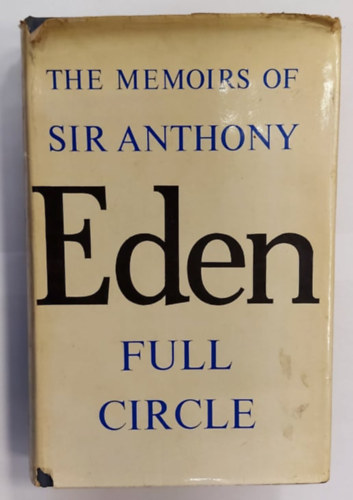 THE MEMOIRS OF
SIR ANTHONY
Eden
FULL
CIRCLE